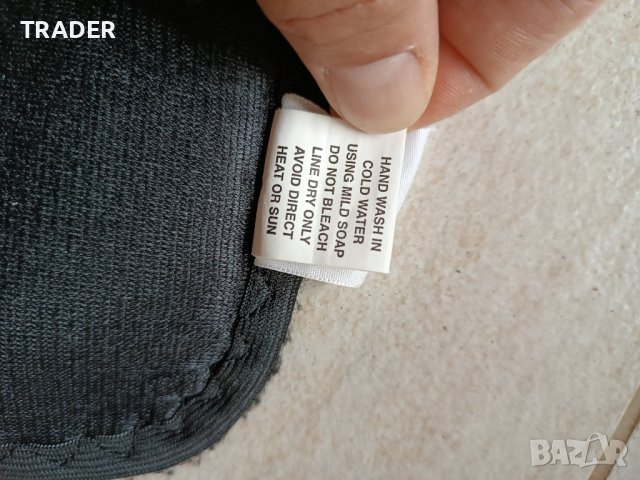 TRADER
HAND WASH IN
COLD WATER
USING MILD SOAP
DO NOT BLEACH
LINE DRY ONLY
AVOID DIRECT
HEAT OR SUN
BAZAR